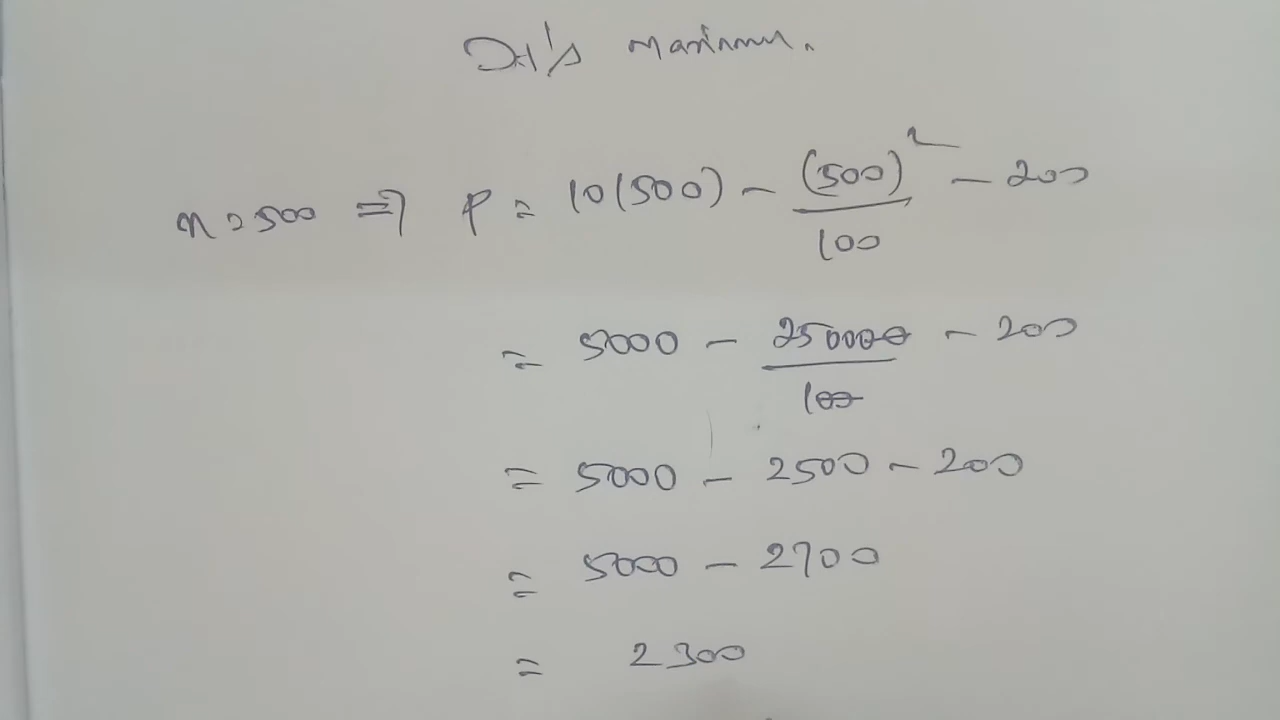 It's maximum.
x = 500 ⇒ P = 10(500) - (500)² / 100 - 200
= 5000 - 250000 / 100 - 200
= 5000 - 2500 - 200
= 5000 - 2700
= 2300